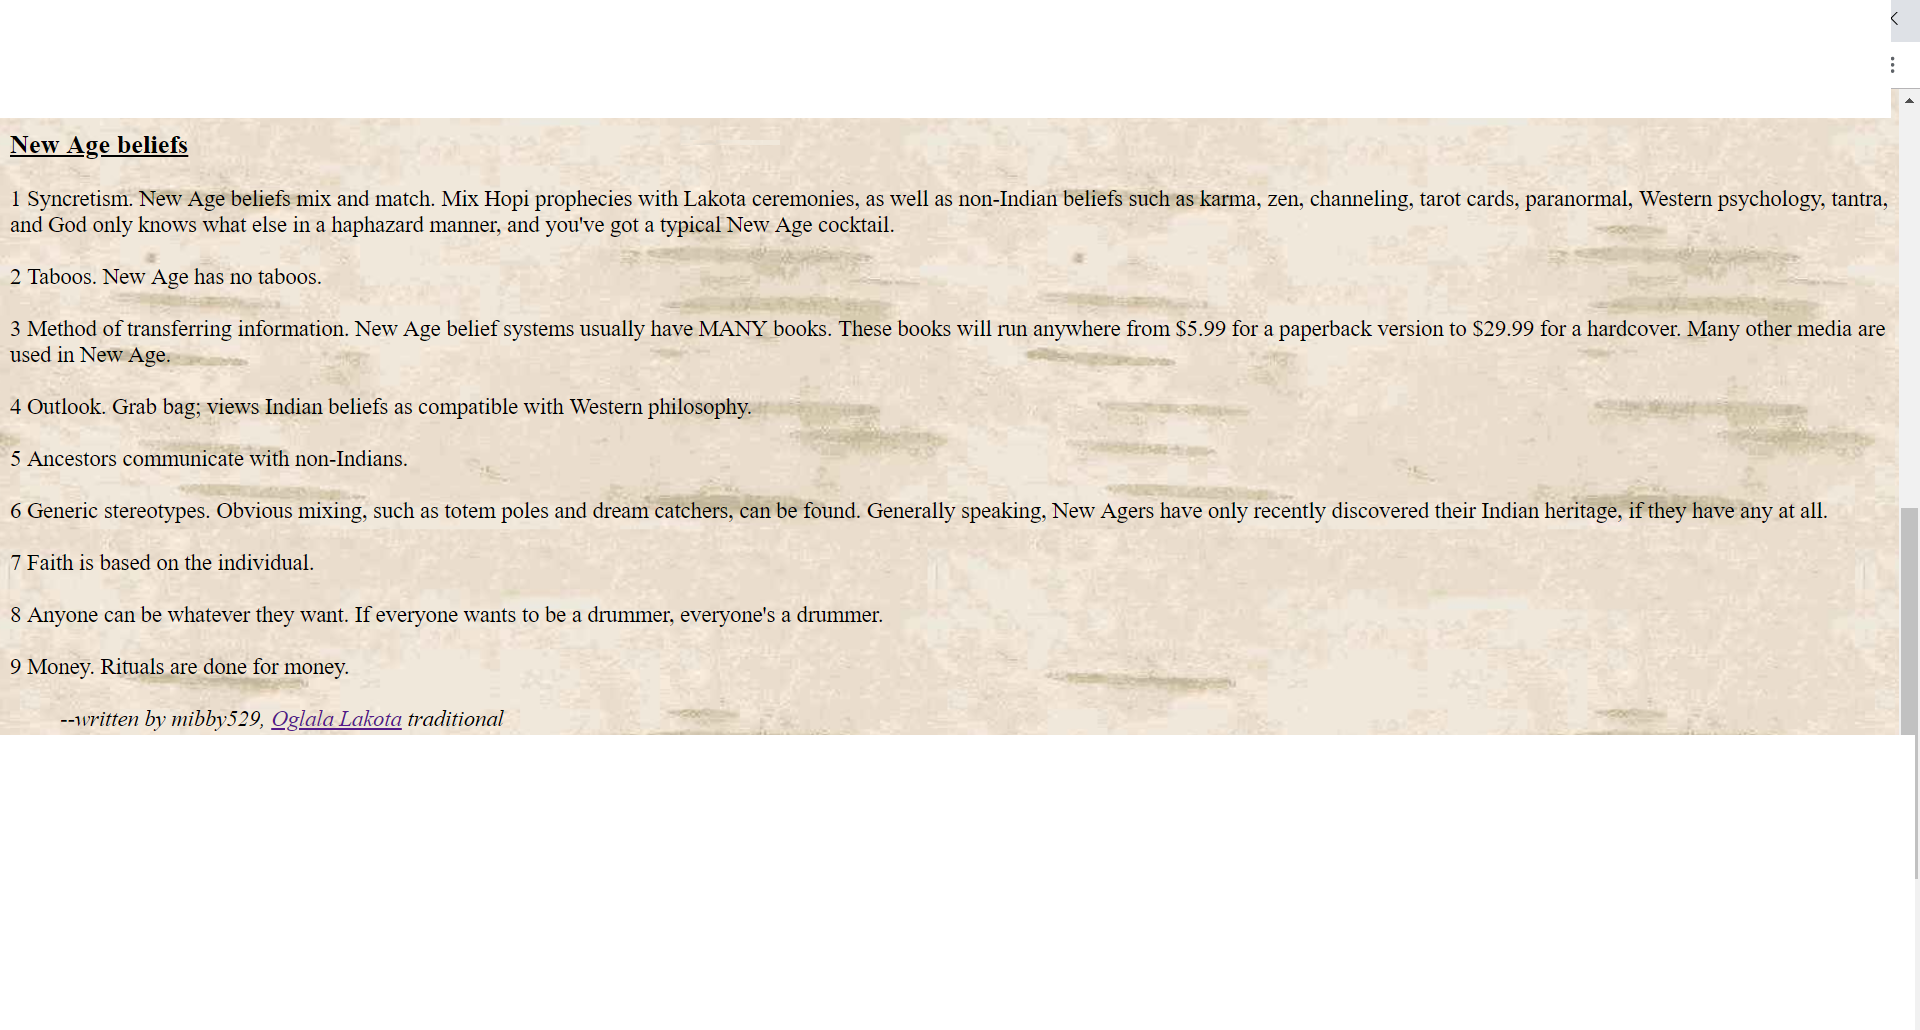 New Age beliefs
1 Syncretism. New Age beliefs mix and match. Mix Hopi prophecies with Lakota ceremonies, as well as non-Indian beliefs such as karma, zen, channeling, tarot cards, paranormal, Western psychology, tantra,
and God only knows what else in a haphazard manner, and you've got a typical New Age cocktail.
2 Taboos. New Age has no taboos.
3 Method of transferring information. New Age belief systems usually have MANY books. These books will run anywhere from $5.99 for a paperback version to $29.99 for a hardcover. Many other media are
used in New Age.
4 Outlook. Grab bag; views Indian beliefs as compatible with Western philosophy.
5 Ancestors communicate with non-Indians.
6 Generic stereotypes. Obvious mixing, such as totem poles and dream catchers, can be found. Generally speaking, New Agers have only recently discovered their Indian heritage, if they have any at all.
7 Faith is based on the individual.
8 Anyone can be whatever they want. If everyone wants to be a drummer, everyone's a drummer.
9 Money. Rituals are done for money.
--written by mibby529, Oglala Lakota traditional